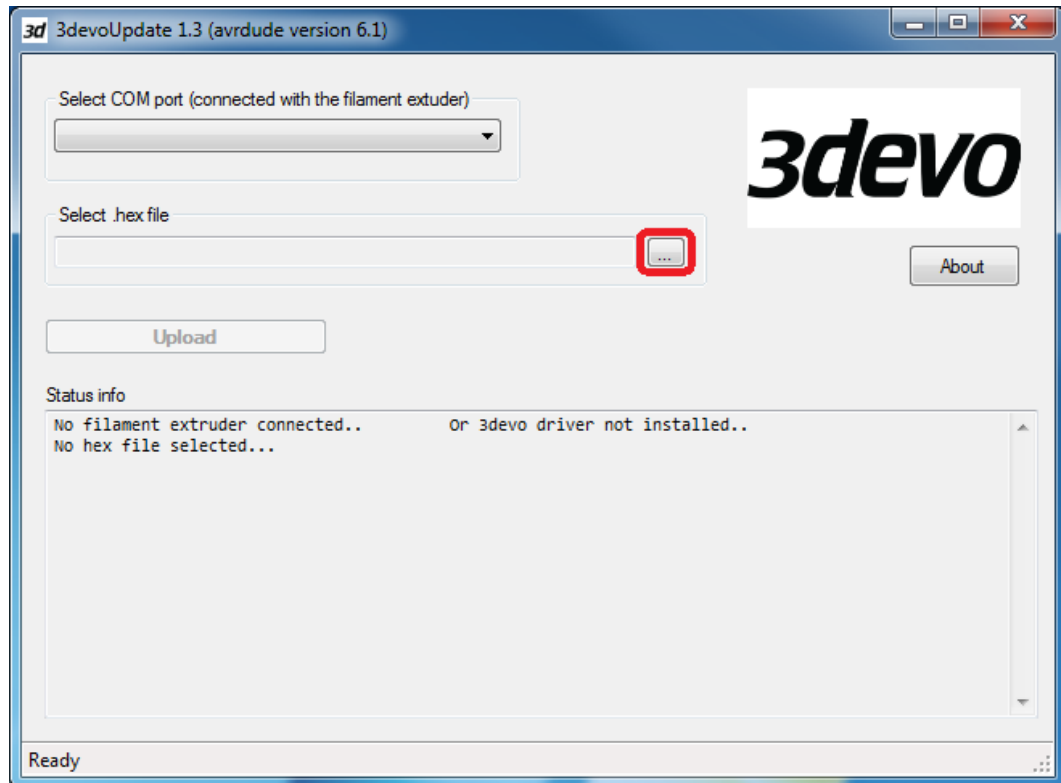 3d 3devoUpdate 1.3 (avrdude version 6.1)
Select COM port (connected with the filament extuder)
3devo
Select .hex file
...
About
Upload
Status info
No filament extruder connected.. Or 3devo driver not installed..
No hex file selected...
Ready